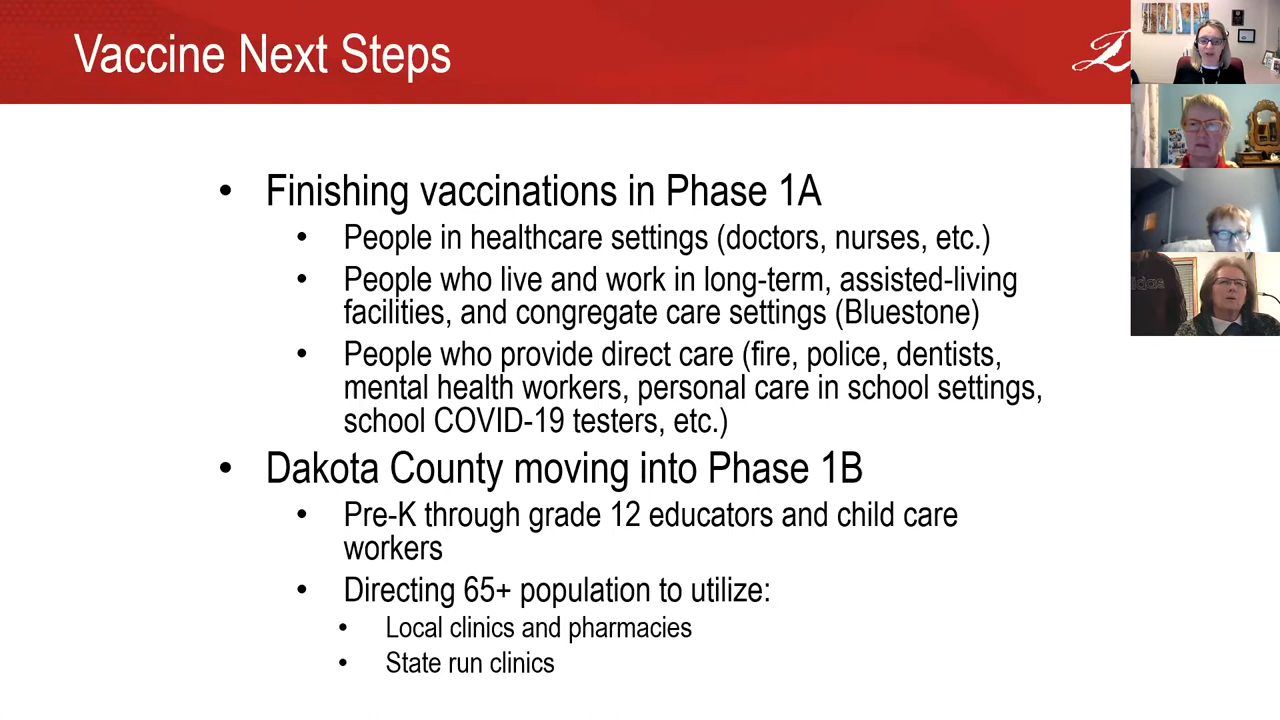 Vaccine Next Steps
• Finishing vaccinations in Phase 1A
• People in healthcare settings (doctors, nurses, etc.)
• People who live and work in long-term, assisted-living
facilities, and congregate care settings (Bluestone)
• People who provide direct care (fire, police, dentists,
mental health workers, personal care in school settings,
school COVID-19 testers, etc.)
• Dakota County moving into Phase 1B
• Pre-K through grade 12 educators and child care
workers
• Directing 65+ population to utilize:
• Local clinics and pharmacies
• State run clinics